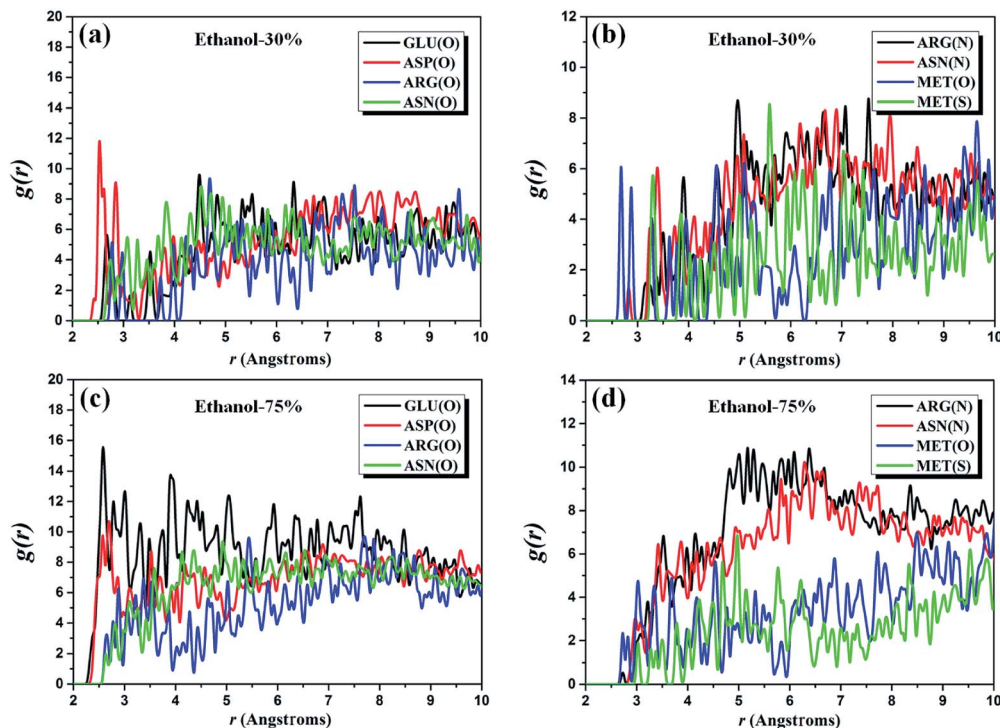 (a)
Ethanol-30%
GLU(O)
ASP(O)
ARG(O)
ASN(O)
g(r)
20
18
16
14
12
10
8
6
4
2
0
2 3 4 5 6 7 8 9 10
r (Angstroms)
(b)
Ethanol-30%
ARG(N)
ASN(N)
MET(O)
MET(S)
g(r)
12
10
8
6
4
2
0
2 3 4 5 6 7 8 9 10
r (Angstroms)
(c)
Ethanol-75%
GLU(O)
ASP(O)
ARG(O)
ASN(O)
g(r)
20
18
16
14
12
10
8
6
4
2
0
2 3 4 5 6 7 8 9 10
r (Angstroms)
(d)
Ethanol-75%
ARG(N)
ASN(N)
MET(O)
MET(S)
g(r)
14
12
10
8
6
4
2
0
2 3 4 5 6 7 8 9 10
r (Angstroms)